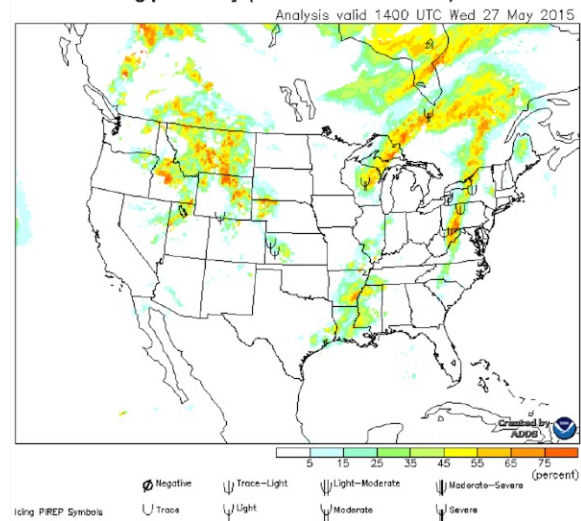 Analysis valid 1400 UTC Wed 27 May 2015
Created by
ADDS
5 15 25 35 45 55 65 75
(percent)
Negative Trace-Light Light-Moderate Moderate-Severe
Icing PIREP Symbols Trace Light Moderate Severe